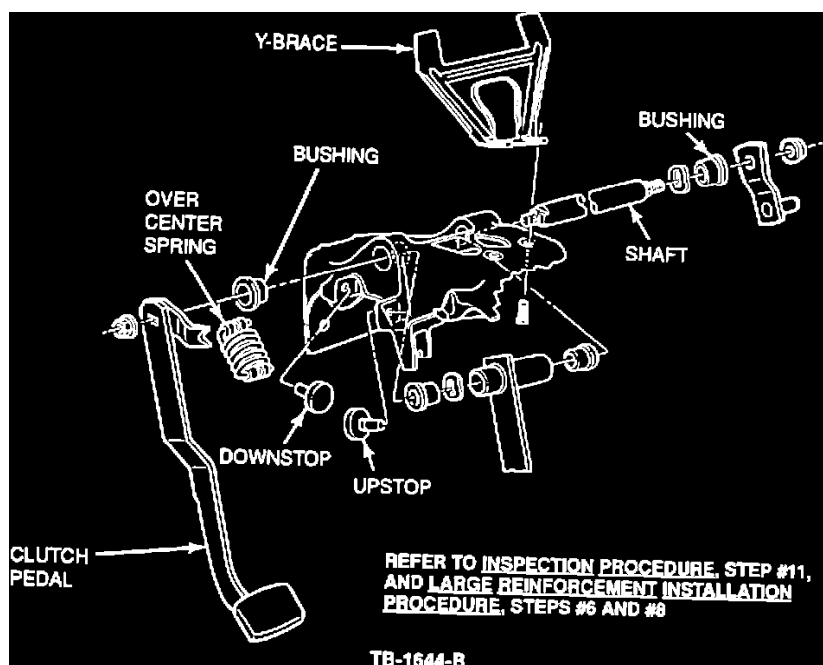 Y-BRACE
BUSHING
BUSHING
OVER
CENTER
SPRING
SHAFT
DOWNSTOP
UPSTOP
CLUTCH
PEDAL
REFER TO INSPECTION PROCEDURE, STEP #11,
AND LARGE REINFORCEMENT INSTALLATION
PROCEDURE, STEPS #6 AND #8
TB-1644-B